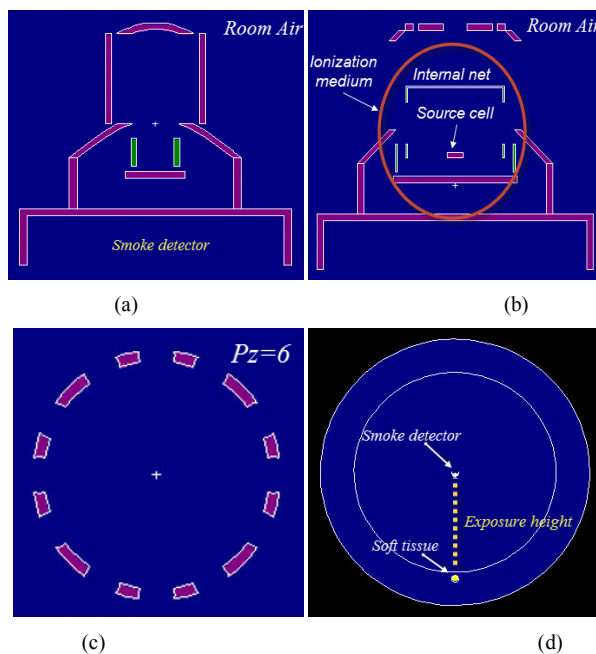 Room Air
Smoke detector
(a)
Room Air
Ionization
medium
Internal net
Source cell
(b)
Pz=6
(c)
Smoke detector
Exposure height
Soft tissue
(d)